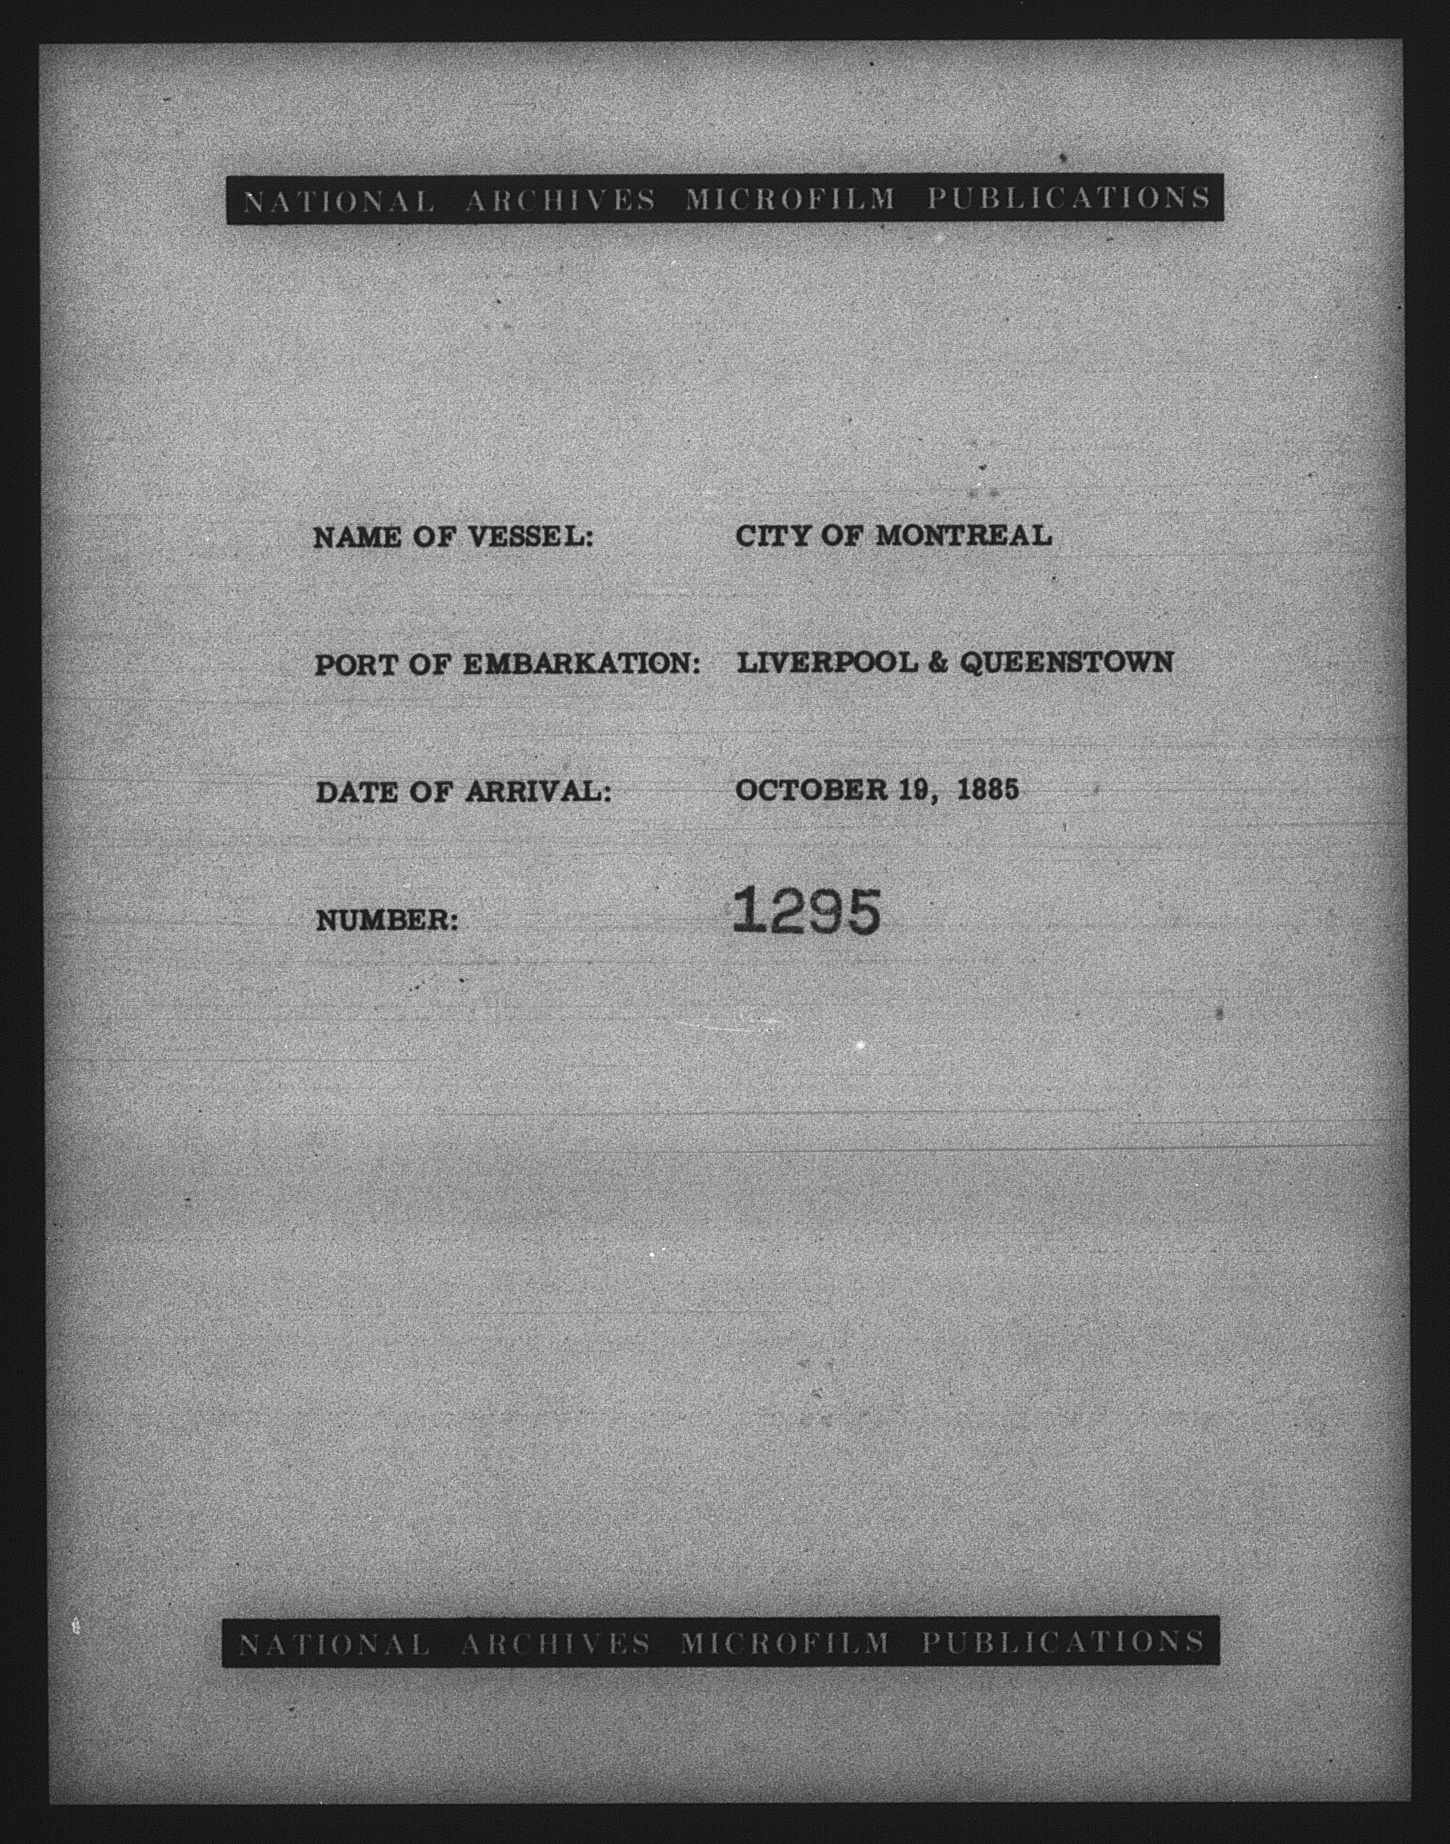 NATIONAL ARCHIVES MICROFILM PUBLICATIONS
NAME OF VESSEL: CITY OF MONTREAL
PORT OF EMBARKATION: LIVERPOOL & QUEENSTOWN
DATE OF ARRIVAL: OCTOBER 19, 1885
NUMBER: 1295
NATIONAL ARCHIVES MICROFILM PUBLICATIONS